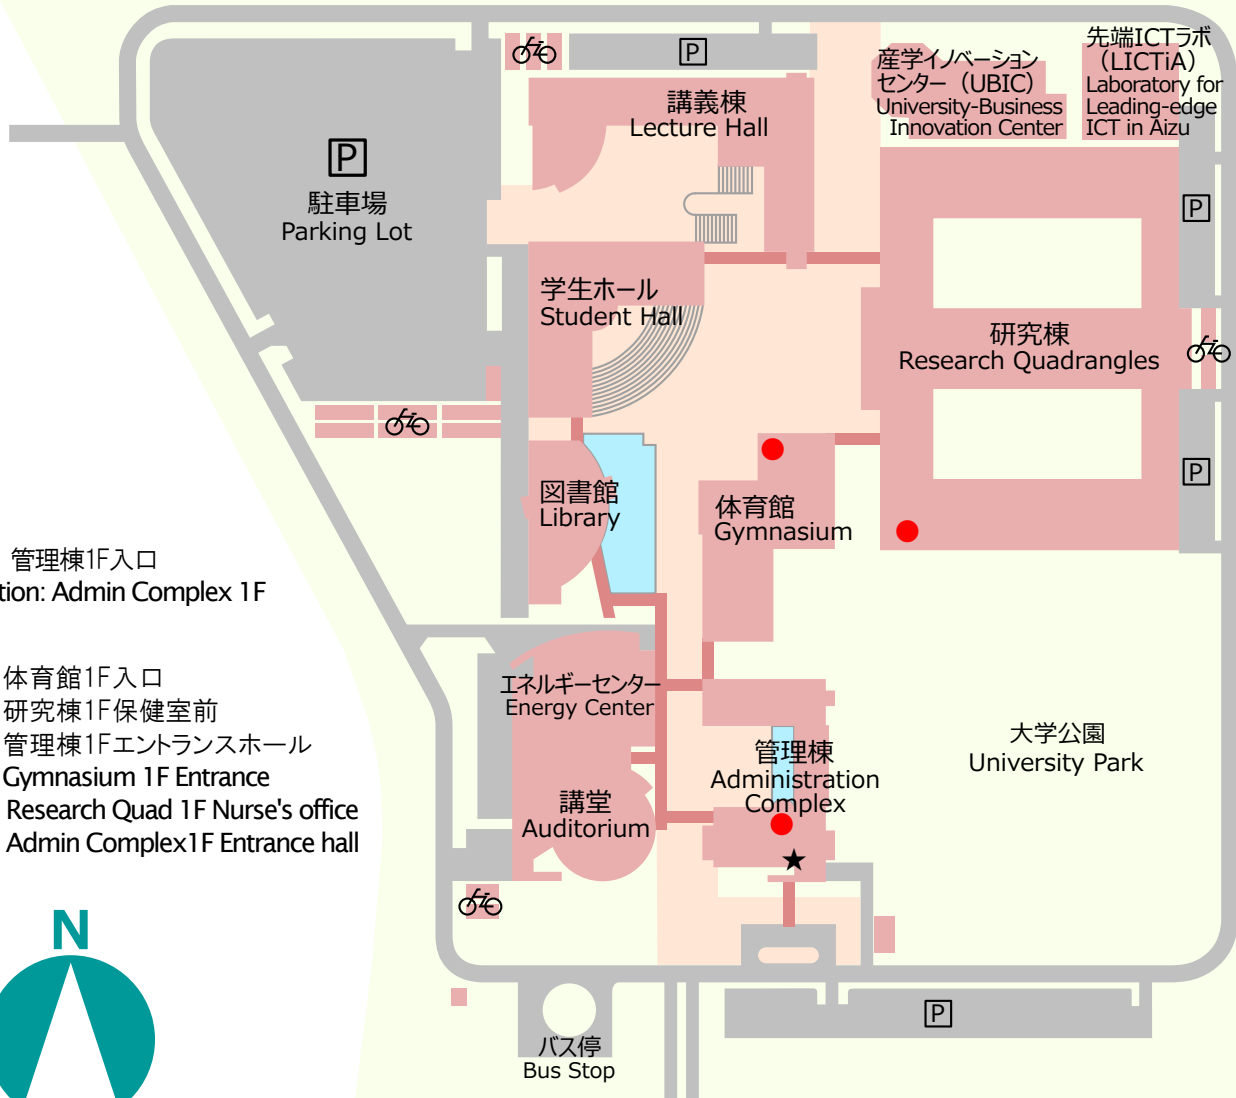 P
産学イノベーション
センター（UBIC）
University-Business
Innovation Center
先端ICTラボ
（LICTiA）
Laboratory for
Leading-edge
ICT in Aizu
講義棟
Lecture Hall
P
駐車場
Parking Lot
P
学生ホール
Student Hall
研究棟
Research Quadrangles
P
図書館
Library
体育館
Gymnasium
管理棟1F入口
tion: Admin Complex 1F
体育館1F入口
研究棟1F保健室前
管理棟1Fエントランスホール
Gymnasium 1F Entrance
Research Quad 1F Nurse's office
Admin Complex1F Entrance hall
エネルギーセンター
Energy Center
管理棟
Administration
Complex
大学公園
University Park
講堂
Auditorium
N
P
バス停
Bus Stop